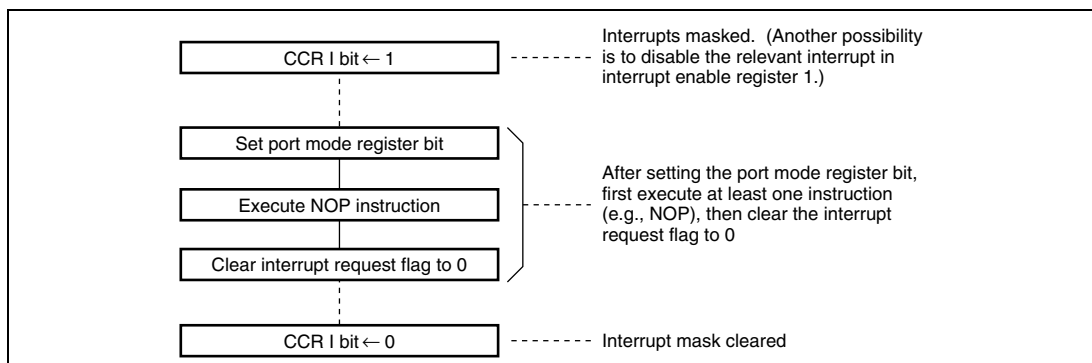 CCR I bit ← 1
Interrupts masked. (Another possibility
is to disable the relevant interrupt in
interrupt enable register 1.)
Set port mode register bit
Execute NOP instruction
Clear interrupt request flag to 0
After setting the port mode register bit,
first execute at least one instruction
(e.g., NOP), then clear the interrupt
request flag to 0
CCR I bit ← 0
Interrupt mask cleared